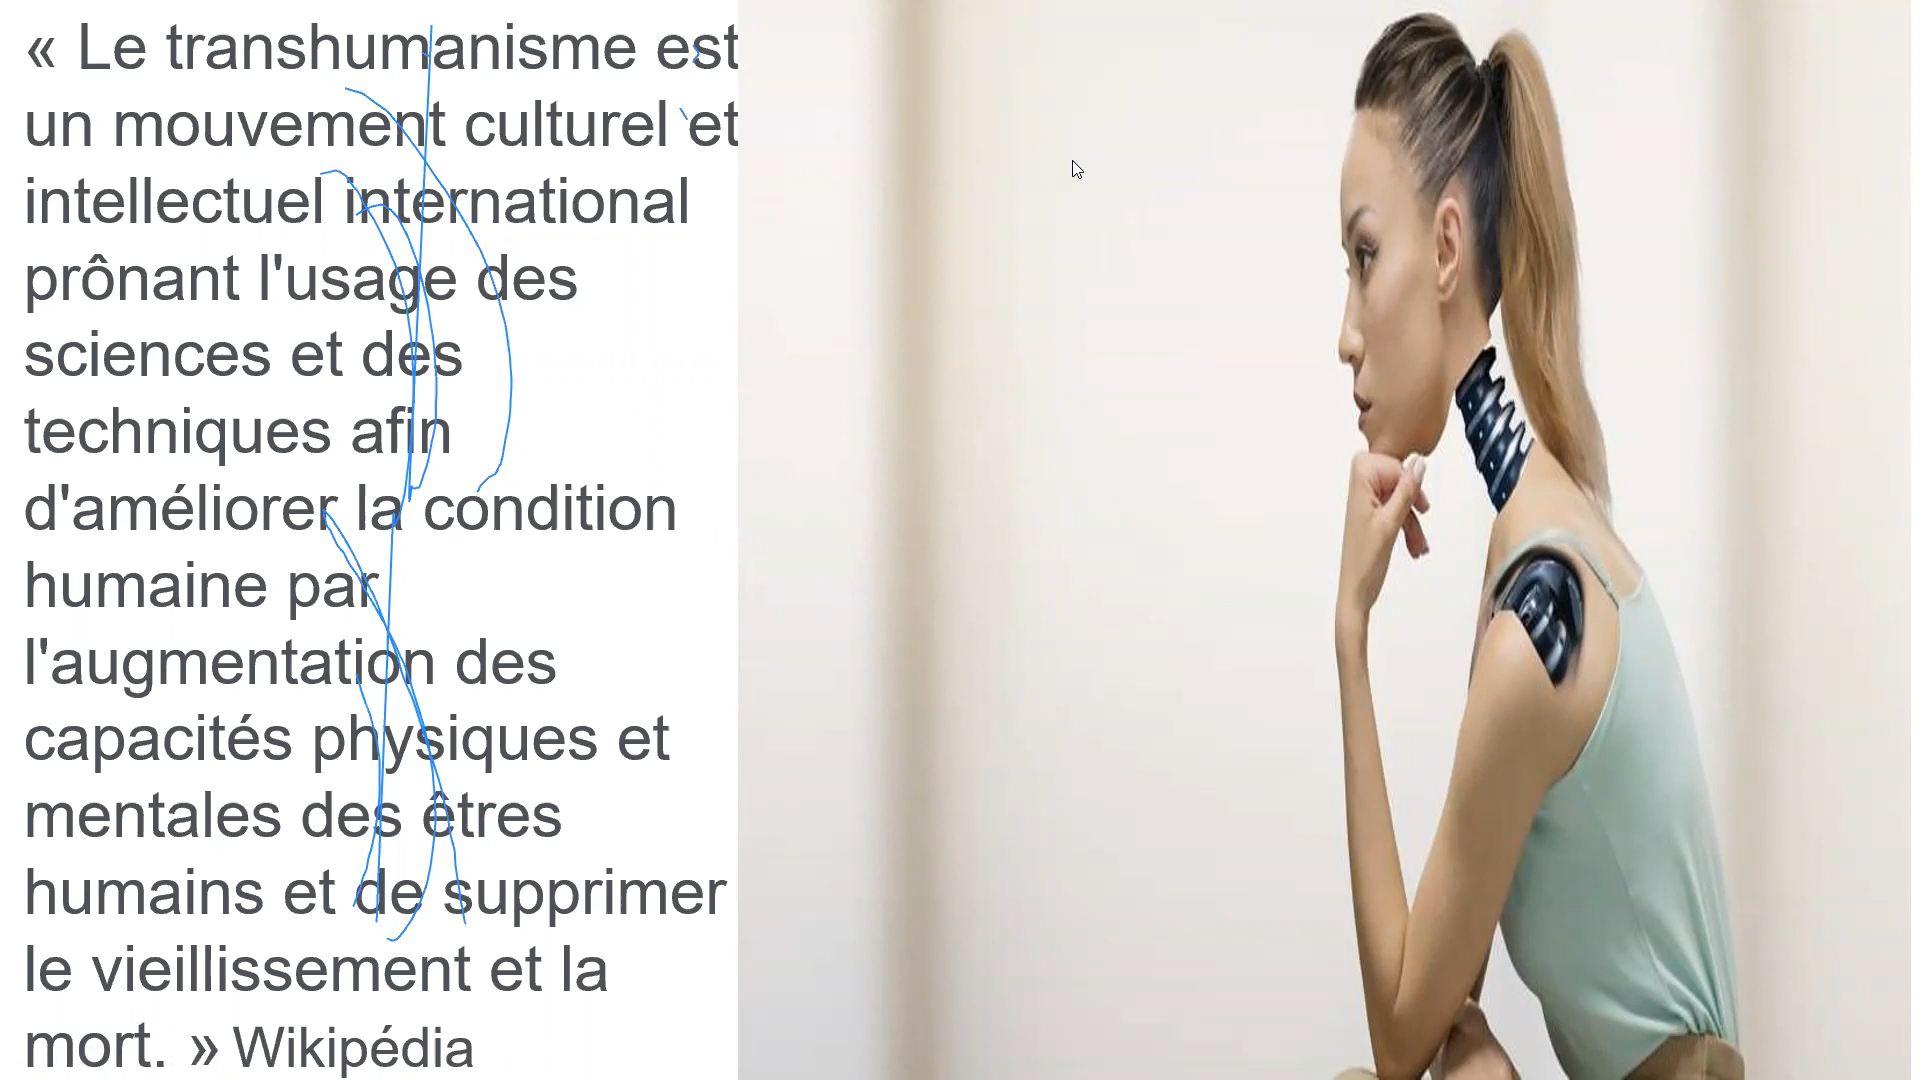 « Le transhumanisme est
un mouvement culturel et
intellectuel international
prônant l'usage des
sciences et des
techniques afin
d'améliorer la condition
humaine par
l'augmentation des
capacités physiques et
mentales des êtres
humains et de supprimer
le vieillissement et la
mort. » Wikipédia